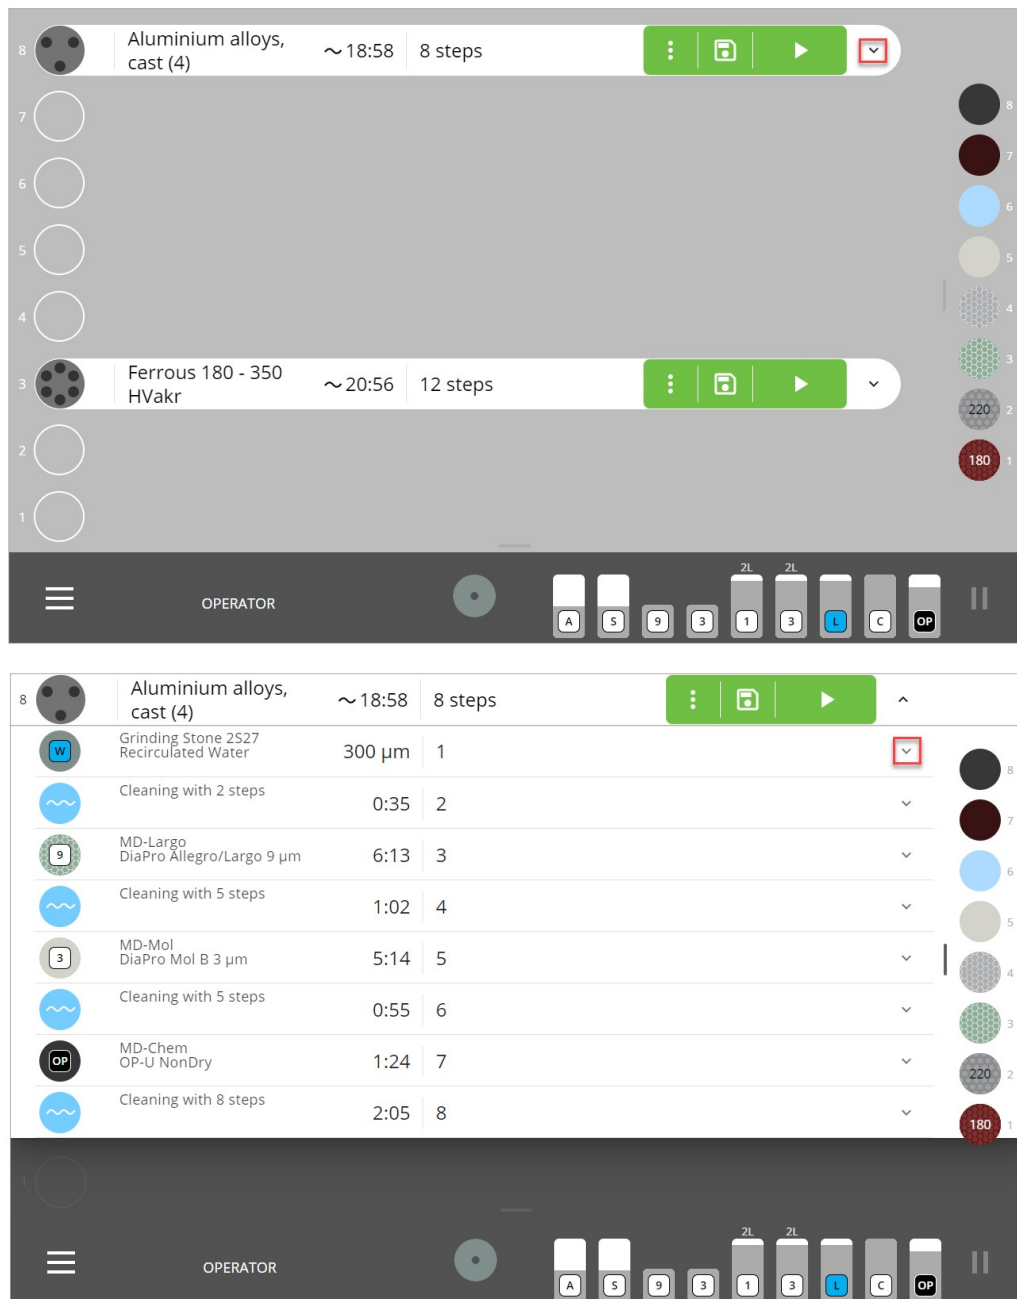 8 Aluminium alloys, cast (4) ~18:58 8 steps
8
7
7
6
6
5
5
4
4
3 Ferrous 180 - 350 HVakr ~20:56 12 steps
3
220 2
2
180 1
1
2L 2L
OPERATOR A S 9 3 1 3 L C OP
8 Aluminium alloys, cast (4) ~18:58 8 steps
W Grinding Stone 2S27 Recirculated Water 300 µm 1
8
Cleaning with 2 steps 0:35 2
7
9 MD-Largo DiaPro Allegro/Largo 9 µm 6:13 3
6
Cleaning with 5 steps 1:02 4
5
3 MD-Mol DiaPro Mol B 3 µm 5:14 5
4
Cleaning with 5 steps 0:55 6
3
OP MD-Chem OP-U NonDry 1:24 7
220 2
Cleaning with 8 steps 2:05 8
180 1
1
2L 2L
OPERATOR A S 9 3 1 3 L C OP